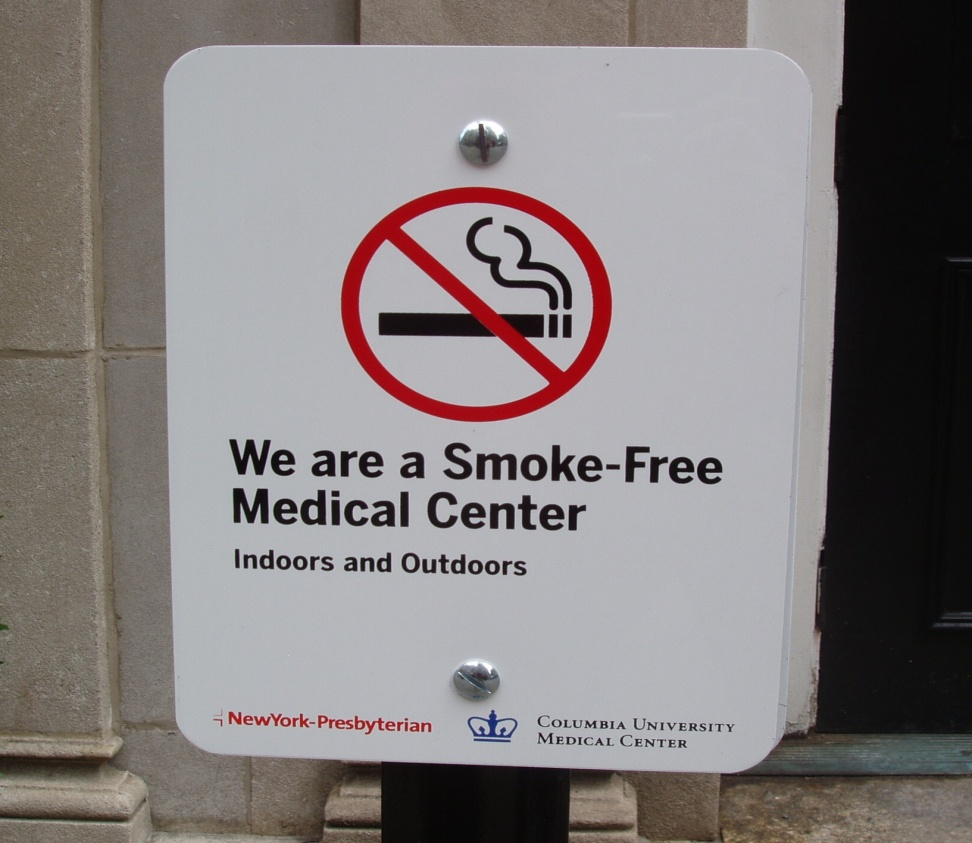 We are a Smoke-Free
Medical Center
Indoors and Outdoors
NewYork-Presbyterian
Columbia University
Medical Center